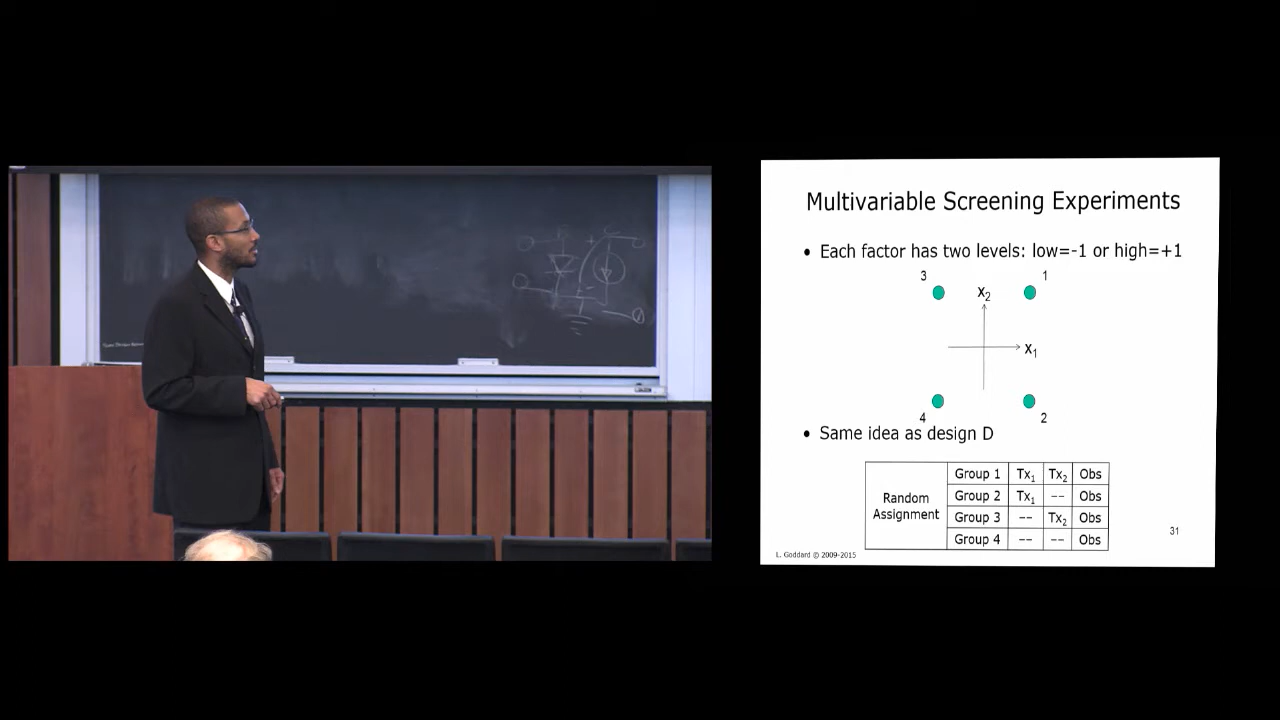 Multivariable Screening Experiments
• Each factor has two levels: low=-1 or high=+1
3 1
X₂
X₁
4 2
• Same idea as design D
Random Assignment
Group 1 Tx₁ Tx₂ Obs
Group 2 Tx₁ -- Obs
Group 3 -- Tx₂ Obs
Group 4 -- -- Obs
31
L. Goddard © 2009-2015